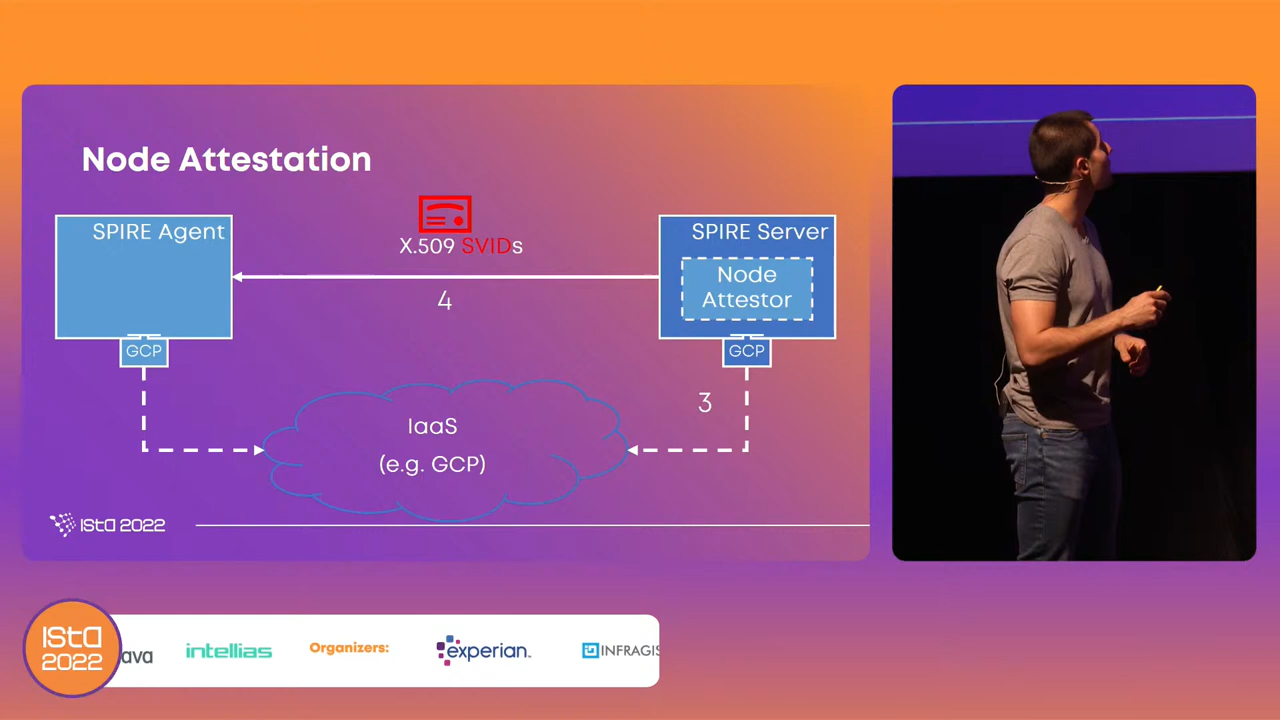 Node Attestation
SPIRE Agent
X.509 SVIDs
SPIRE Server
Node
Attestor
4
GCP
GCP
3
IaaS
(e.g. GCP)
ISTA 2022
ISTA
2022
ava
intellias
Organizers:
experian.
INFRAGIS